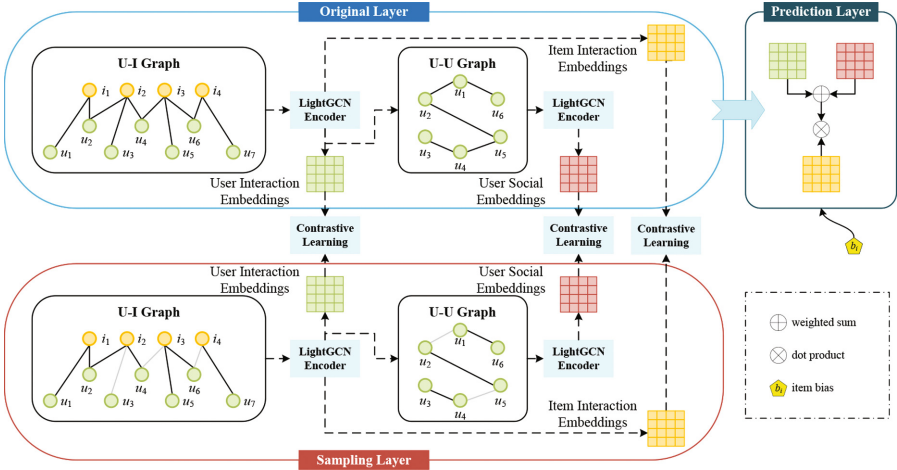 Original Layer
Prediction Layer
U-I Graph
i1 i2 i3 i4
u2 u4 u6
u1 u3 u5 u7
LightGCN
Encoder
U-U Graph
u1
u2 u6
u3 u5
u4
LightGCN
Encoder
Item Interaction
Embeddings
User Interaction
Embeddings
User Social
Embeddings
Contrastive
Learning
Contrastive
Learning
Contrastive
Learning
bi
User Interaction
Embeddings
User Social
Embeddings
U-I Graph
i1 i2 i3 i4
u2 u4 u6
u1 u3 u5 u7
LightGCN
Encoder
U-U Graph
u1
u2 u6
u3 u5
u4
LightGCN
Encoder
Item Interaction
Embeddings
Sampling Layer
weighted sum
dot product
bi item bias